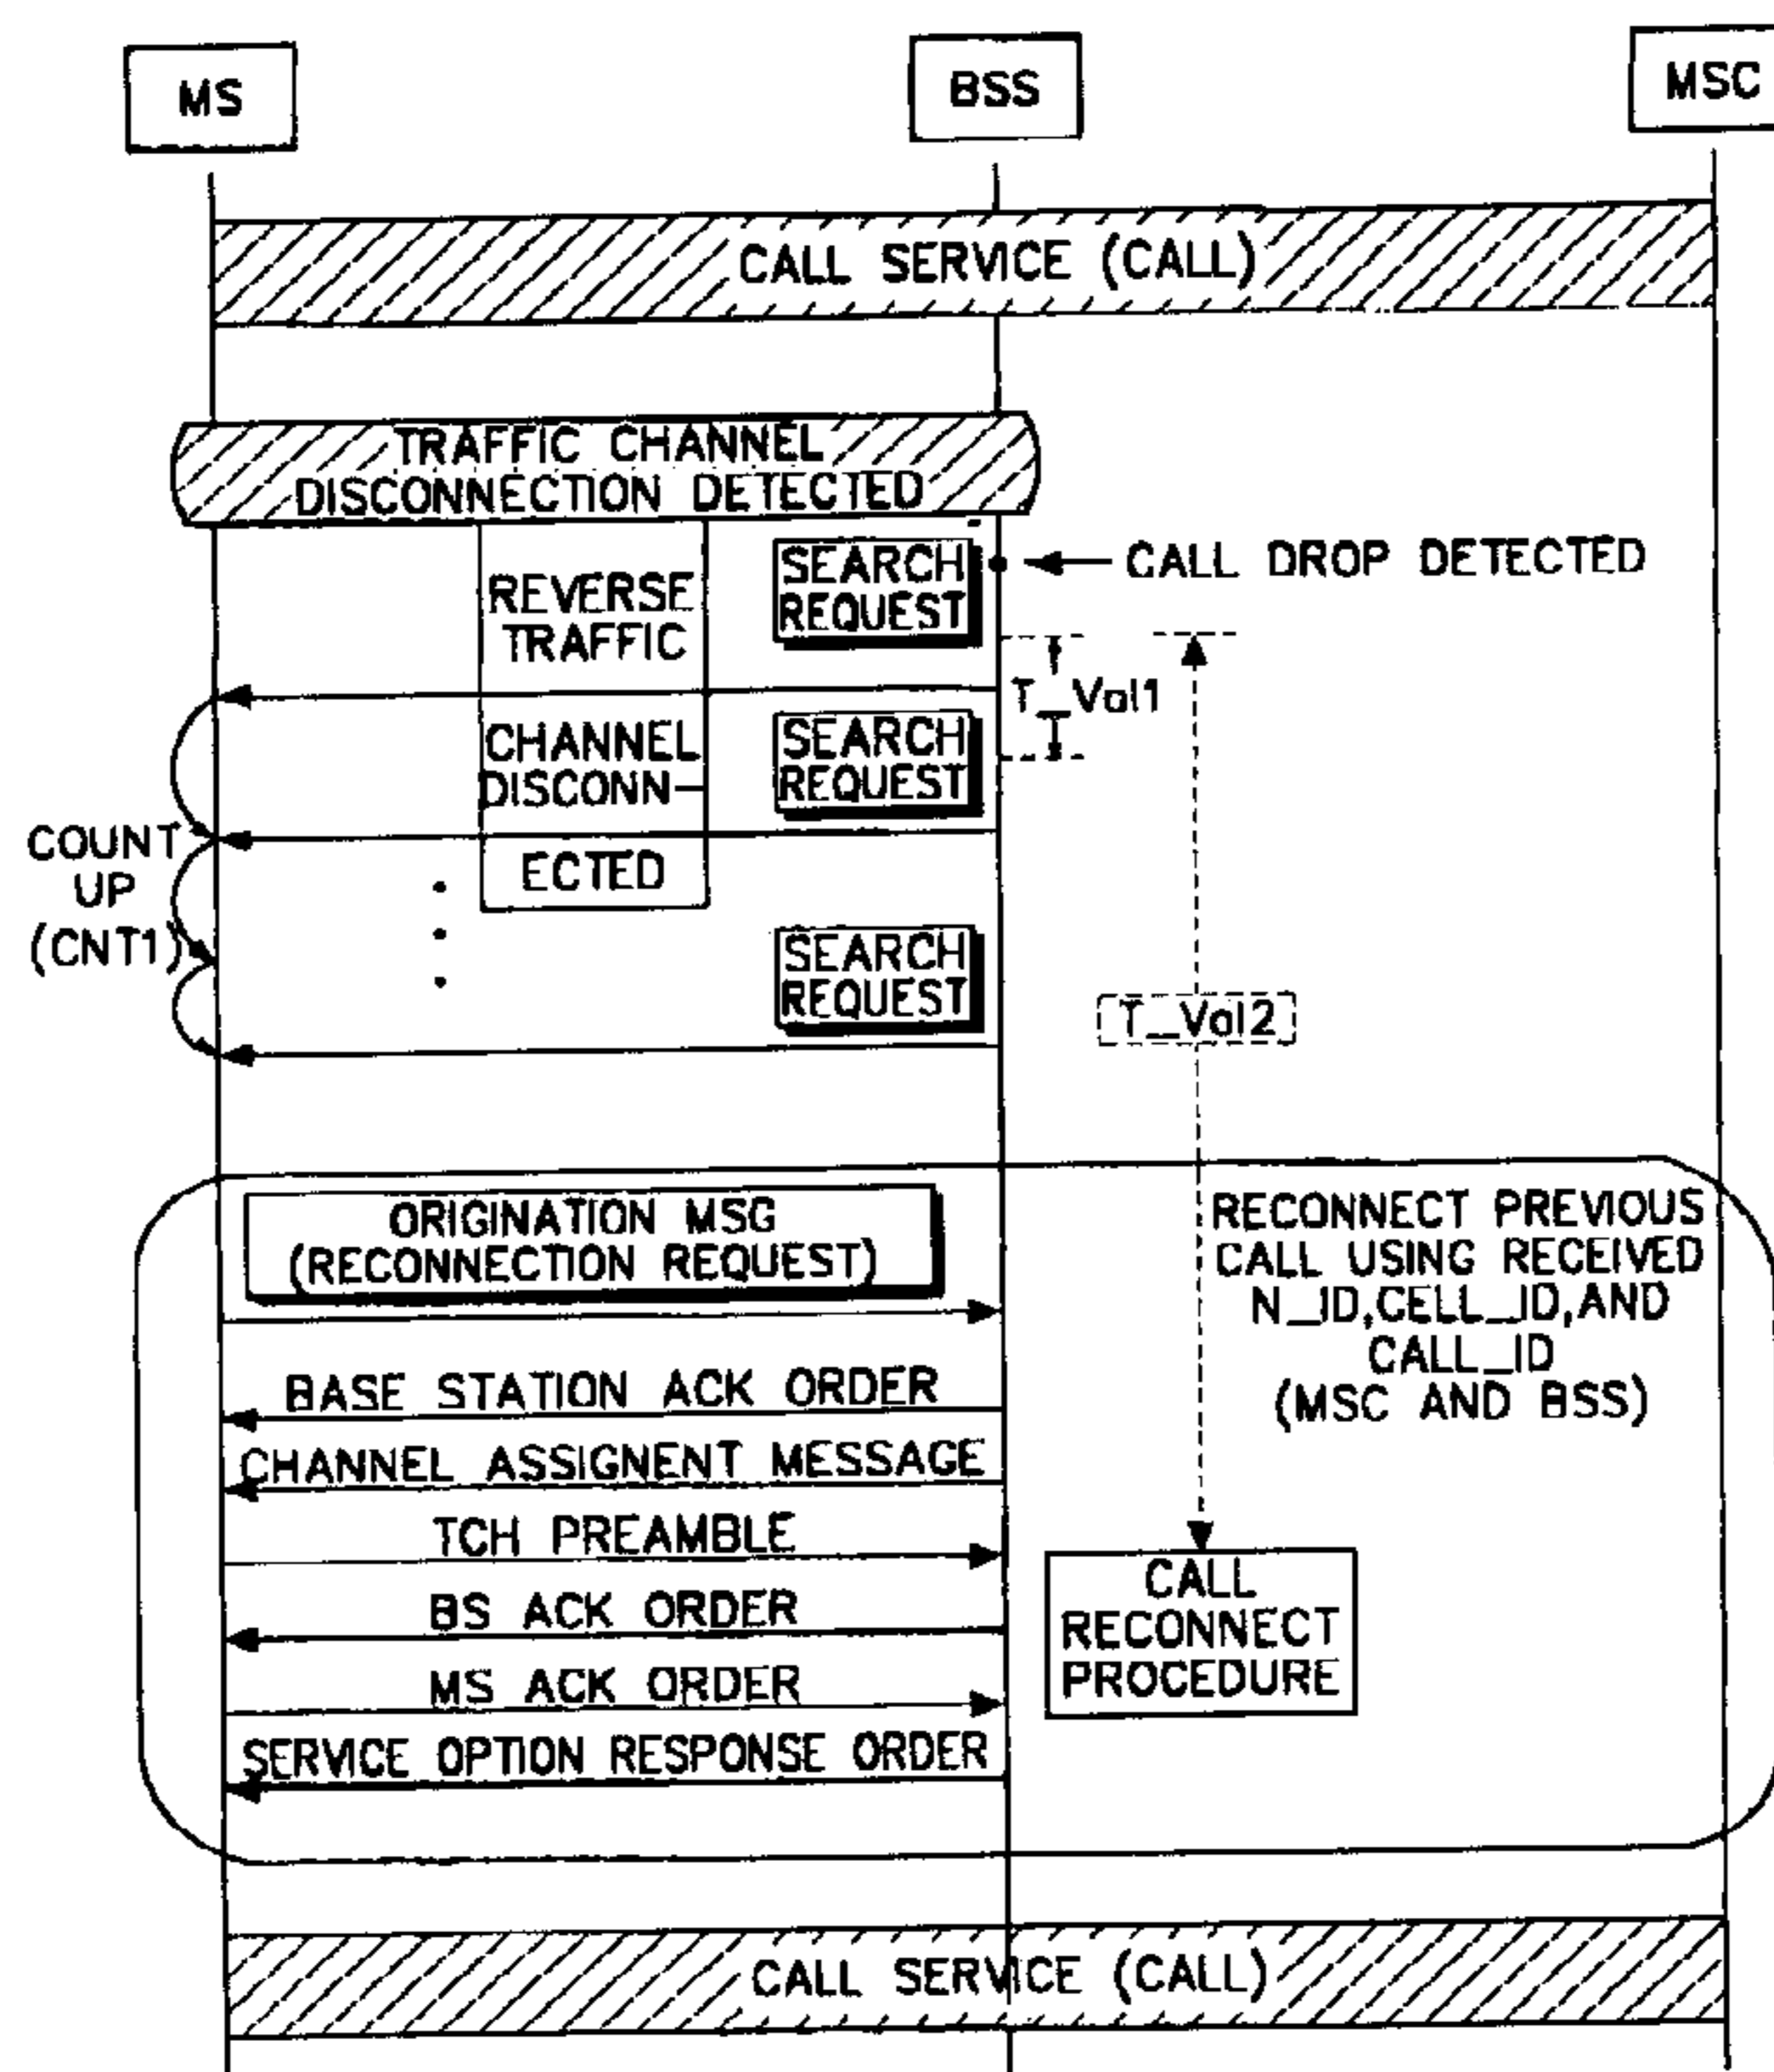 MS
BSS
MSC
CALL SERVICE (CALL)
TRAFFIC CHANNEL
DISCONNECTION DETECTED
REVERSE
TRAFFIC
CHANNEL
DISCONN-
ECTED
SEARCH
REQUEST
CALL DROP DETECTED
T_Val1
SEARCH
REQUEST
COUNT
UP
(CNT1)
SEARCH
REQUEST
T_Val2
ORIGINATION MSG
(RECONNECTION REQUEST)
RECONNECT PREVIOUS
CALL USING RECEIVED
N_ID,CELL_ID,AND
CALL_ID
(MSC AND BSS)
BASE STATION ACK ORDER
CHANNEL ASSIGNENT MESSAGE
TCH PREAMBLE
BS ACK ORDER
MS ACK ORDER
SERVICE OPTION RESPONSE ORDER
CALL
RECONNECT
PROCEDURE
CALL SERVICE (CALL)